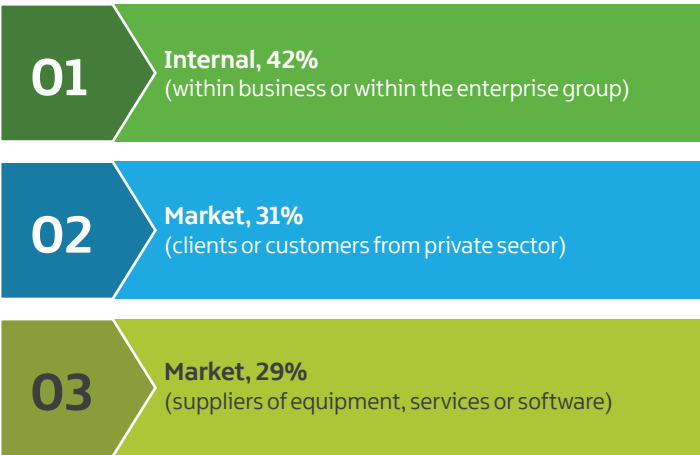 01
Internal, 42%
(within business or within the enterprise group)
02
Market, 31%
(clients or customers from private sector)
03
Market, 29%
(suppliers of equipment, services or software)